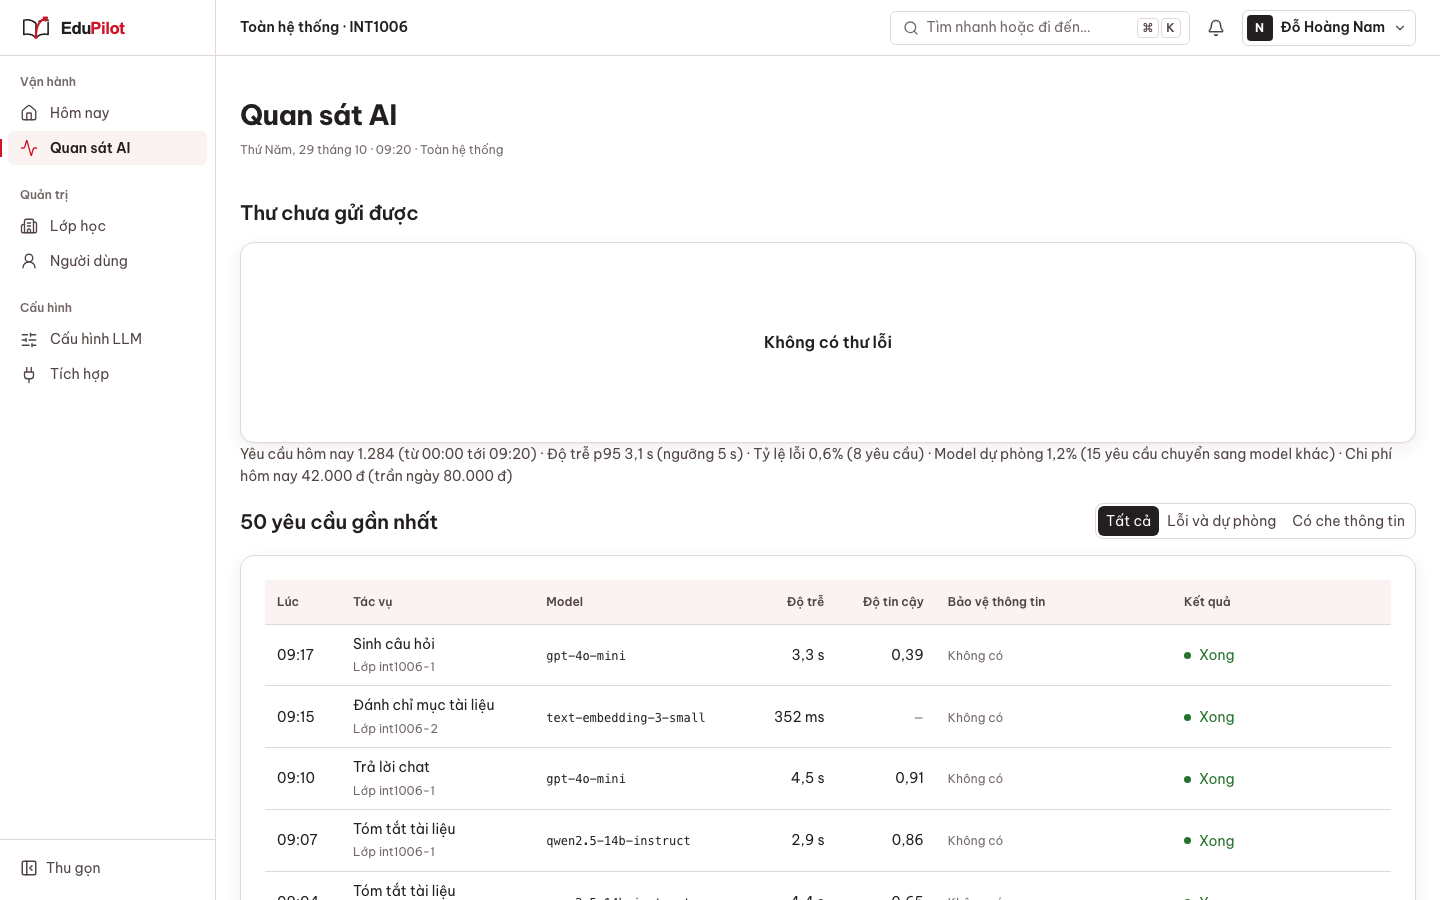 EduPilot
Toàn hệ thống · INT1006
Tìm nhanh hoặc đi đến...
⌘ K
N Đỗ Hoàng Nam
Vận hành
Hôm nay
Quan sát AI
Quản trị
Lớp học
Người dùng
Cấu hình
Cấu hình LLM
Tích hợp
Thu gọn
Quan sát AI
Thứ Năm, 29 tháng 10 · 09:20 · Toàn hệ thống
Thư chưa gửi được
Không có thư lỗi
Yêu cầu hôm nay 1.284 (từ 00:00 tới 09:20) · Độ trễ p95 3,1 s (ngưỡng 5 s) · Tỷ lệ lỗi 0,6% (8 yêu cầu) · Model dự phòng 1,2% (15 yêu cầu chuyển sang model khác) · Chi phí
hôm nay 42.000 đ (trần ngày 80.000 đ)
50 yêu cầu gần nhất
Tất cả Lỗi và dự phòng Có che thông tin
Lúc Tác vụ Model Độ trễ Độ tin cậy Bảo vệ thông tin Kết quả
09:17 Sinh câu hỏi gpt-4o-mini 3,3 s 0,39 Không có Xong
Lớp int1006-1
09:15 Đánh chỉ mục tài liệu text-embedding-3-small 352 ms – Không có Xong
Lớp int1006-2
09:10 Trả lời chat gpt-4o-mini 4,5 s 0,91 Không có Xong
Lớp int1006-1
09:07 Tóm tắt tài liệu qwen2.5-14b-instruct 2,9 s 0,86 Không có Xong
Lớp int1006-1
Tóm tắt tài liệu